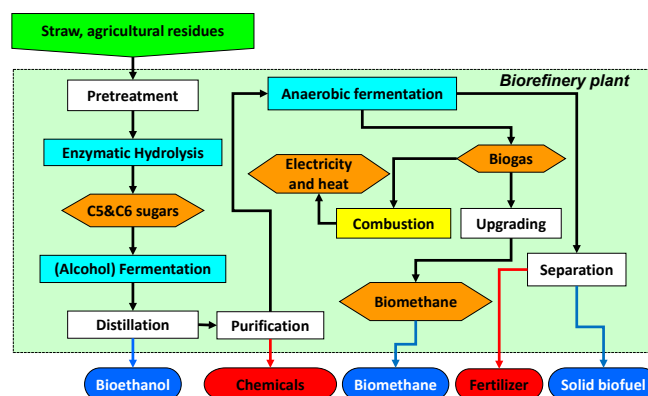 Straw, agricultural residues
Biorefinery plant
Pretreatment
Anaerobic fermentation
Enzymatic Hydrolysis
Electricity
and heat
Biogas
C5&C6 sugars
Combustion
Upgrading
(Alcohol) Fermentation
Separation
Biomethane
Distillation
Purification
Bioethanol
Chemicals
Biomethane
Fertilizer
Solid biofuel